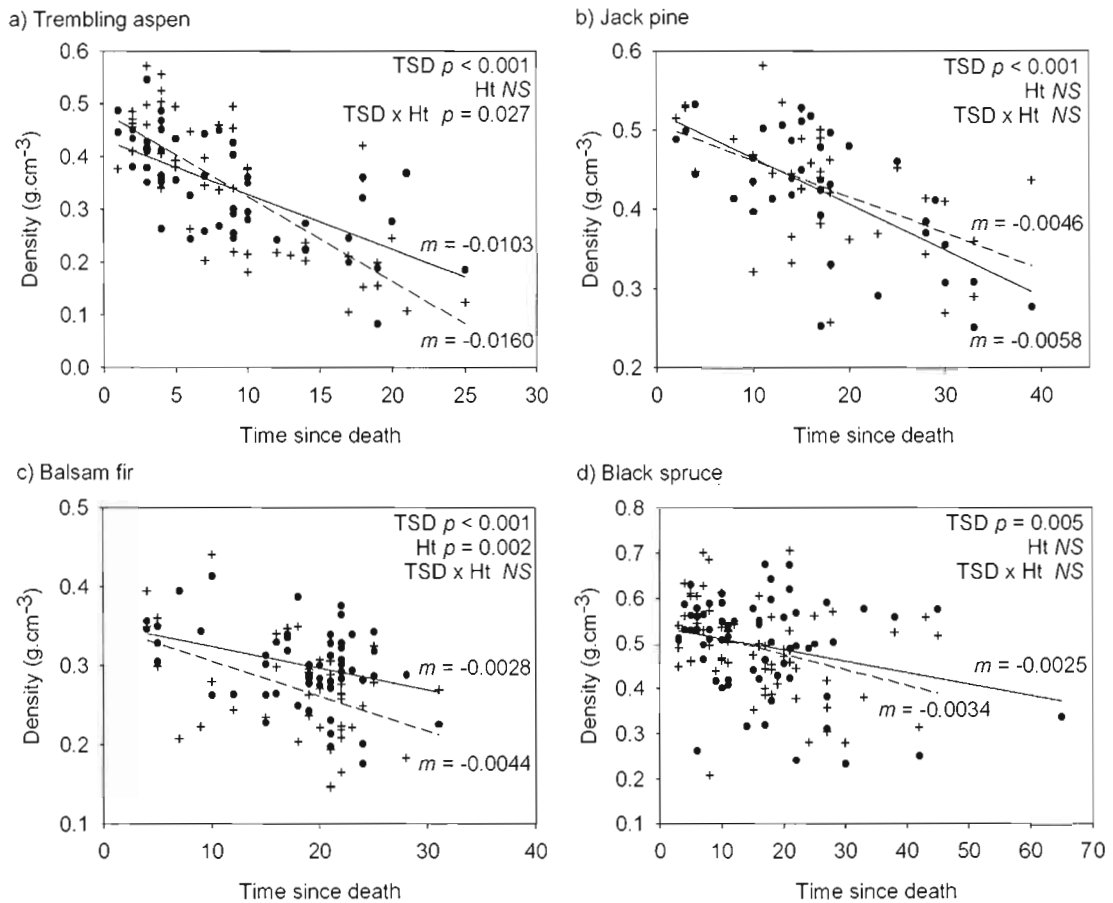 a) Trembling aspen
TSD p < 0.001
Ht NS
TSD x Ht p = 0.027
m = -0.0103
m = -0.0160
0.6
0.5
0.4
0.3
0.2
0.1
0.0
Density (g.cm-3)
0 5 10 15 20 25 30
Time since death
b) Jack pine
TSD p < 0.001
Ht NS
TSD x Ht NS
m = -0.0046
m = -0.0058
0.6
0.5
0.4
0.3
0.2
Density (g.cm-3)
0 10 20 30 40
Time since death
c) Balsam fir
TSD p < 0.001
Ht p = 0.002
TSD x Ht NS
m = -0.0028
m = -0.0044
0.5
0.4
0.3
0.2
0.1
Density (g.cm-3)
0 10 20 30 40
Time since death
d) Black spruce
TSD p = 0.005
Ht NS
TSD x Ht NS
m = -0.0025
m = -0.0034
0.8
0.7
0.6
0.5
0.4
0.3
0.2
0.1
Density (g.cm-3)
0 10 20 30 40 50 60 70
Time since death